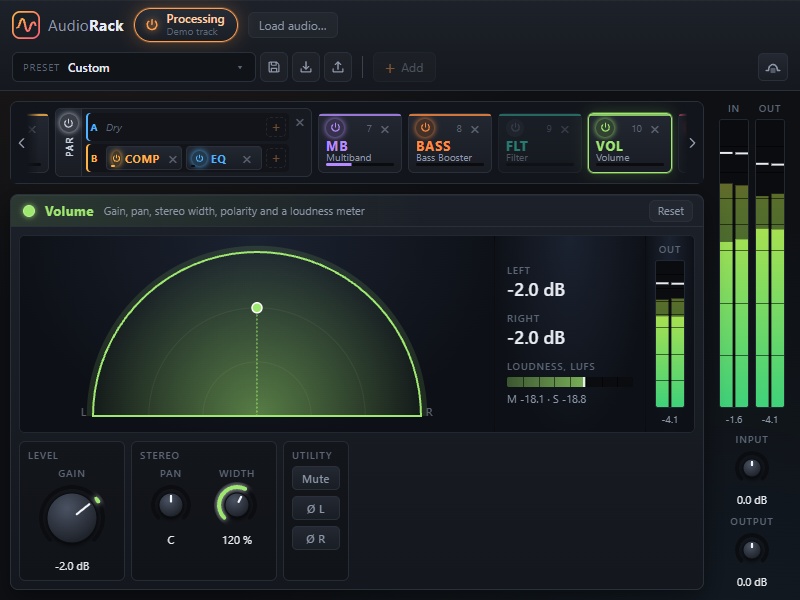 AudioRack
Processing
Demo track
Load audio...
PRESET Custom
+ Add
PAR
A Dry
B COMP EQ
7
MB
Multiband
8
BASS
Bass Booster
9
FLT
Filter
10
VOL
Volume
Volume Gain, pan, stereo width, polarity and a loudness meter
Reset
L
R
LEFT
-2.0 dB
RIGHT
-2.0 dB
LOUDNESS, LUFS
M -18.1 · S -18.8
OUT
-4.1
LEVEL
GAIN
-2.0 dB
STEREO
PAN
C
WIDTH
120 %
UTILITY
Mute
Ø L
Ø R
IN OUT
-1.6 -4.1
INPUT
0.0 dB
OUTPUT
0.0 dB